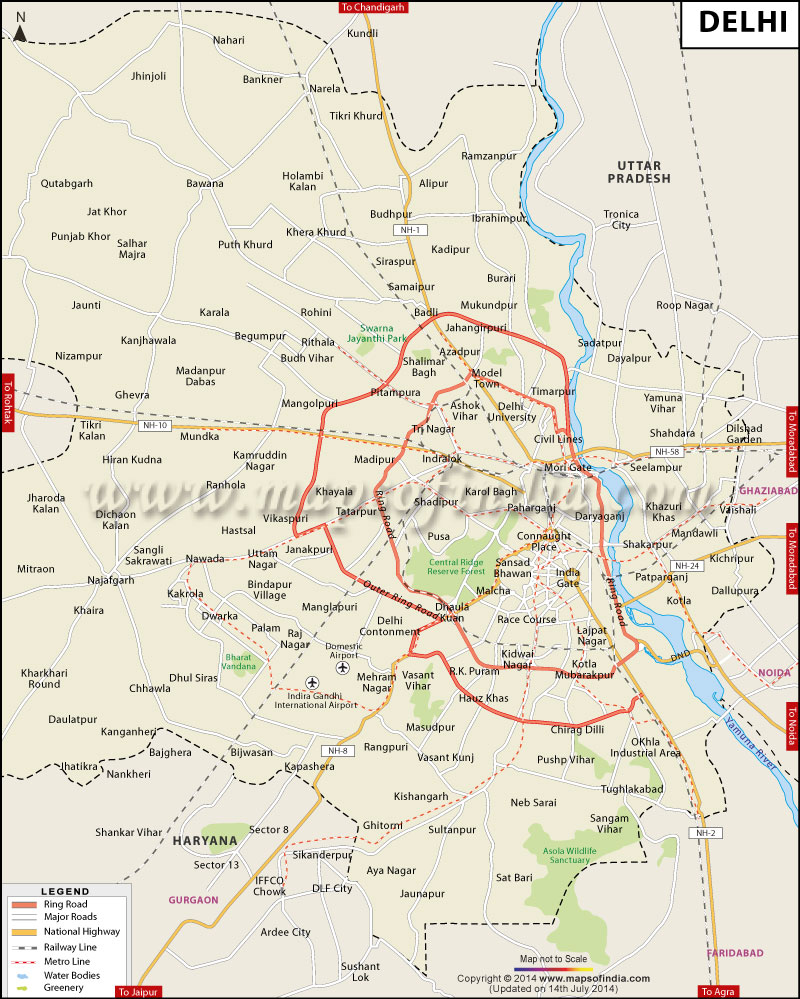 To Chandigarh
DELHI
N
Kundli
Nahari
Jhinjoli
Bankner
Narela
Tikri Khurd
Ramzanpur
UTTAR
PRADESH
Qutabgarh
Bawana
Holambi
Kalan
Alipur
Jat Khor
Budhpur
Ibrahimpur
Tronica
City
Punjab Khor
Salhar
Majra
Puth Khurd
Khera Khurd
NH-1
Kadipur
Siraspur
Samaipur
Burari
Jaunti
Karala
Rohini
Badli
Mukundpur
Roop Nagar
Swarna
Jayanthi Park
Jahangirpuri
Kanjhawala
Begumpur
Rithala
Sadatpur
Nizampur
Budh Vihar
Azadpur
Dayalpur
Shalimar
Bagh
Model
Town
Madanpur
Dabas
Pitampura
Timarpur
To Rohtak
Ghevra
Mangolpuri
Ashok
Vihar
Delhi
University
Yamuna
Vihar
To Moradabad
Tikri
Kalan
NH-10
Mundka
Tri Nagar
Civil Lines
Shahdara
Dilshad
Garden
NH-58
Hiran Kudna
Kamruddin
Nagar
Madipur
Indralok
Mori Gate
Seelampur
www.mapsofindia.com
Jharoda
Kalan
Ranhola
Khayala
Ring Road
Karol Bagh
GHAZIABAD
Dichaon
Kalan
Tatarpur
Shadipur
Paharganj
Daryaganj
Khazuri
Khas
Vaishali
Hastsal
Vikaspuri
Pusa
Connaught
Place
Mandawli
To Moradabad
Sangli
Sakrawati
Nawada
Uttam
Nagar
Janakpuri
Shakarpur
Kichripur
Mitraon
Najafgarh
Central Ridge
Reserve Forest
Sansad
Bhawan
India
Gate
NH-24
Patparganj
Bindapur
Village
Outer Ring Road
Malcha
Ring Road
Dallupura
Khaira
Kakrola
Manglapuri
Dhaula
Kuan
Kotla
Dwarka
Palam
Raj
Nagar
Delhi
Contonment
Race Course
Lajpat
Nagar
Domestic
Airport
Kidwai
Nagar
DND
Kharkhari
Round
Bharat
Vandana
Dhul Siras
Mehram
Nagar
Vasant
Vihar
R.K. Puram
Kotla
Mubarakpur
NOIDA
Chhawla
Indira Gandhi
International Airport
Hauz Khas
Daulatpur
Kanganheri
Masudpur
Chirag Dilli
To Noida
Bajghera
Bijwasan
NH-8
Rangpuri
OKhla
Industrial Area
Yamuna River
Jhatikra
Nankheri
Kapashera
Vasant Kunj
Pushp Vihar
Kishangarh
Tughlakabad
Neb Sarai
Shankar Vihar
HARYANA
Sector 8
Ghitorni
Sultanpur
Sangam
Vihar
NH-2
Sector 13
Sikanderpur
Asola Wildlife
Sanctuary
IFFCO
Chowk
Aya Nagar
Sat Bari
LEGEND
Ring Road
Major Roads
National Highway
Railway Line
Metro Line
Water Bodies
Greenery
GURGAON
DLF City
Jaunapur
Ardee City
FARIDABAD
Sushant
Lok
Map not to Scale
Copyright © 2014 www.mapsofindia.com
(Updated on 14th July 2014)
To Jaipur
To Agra